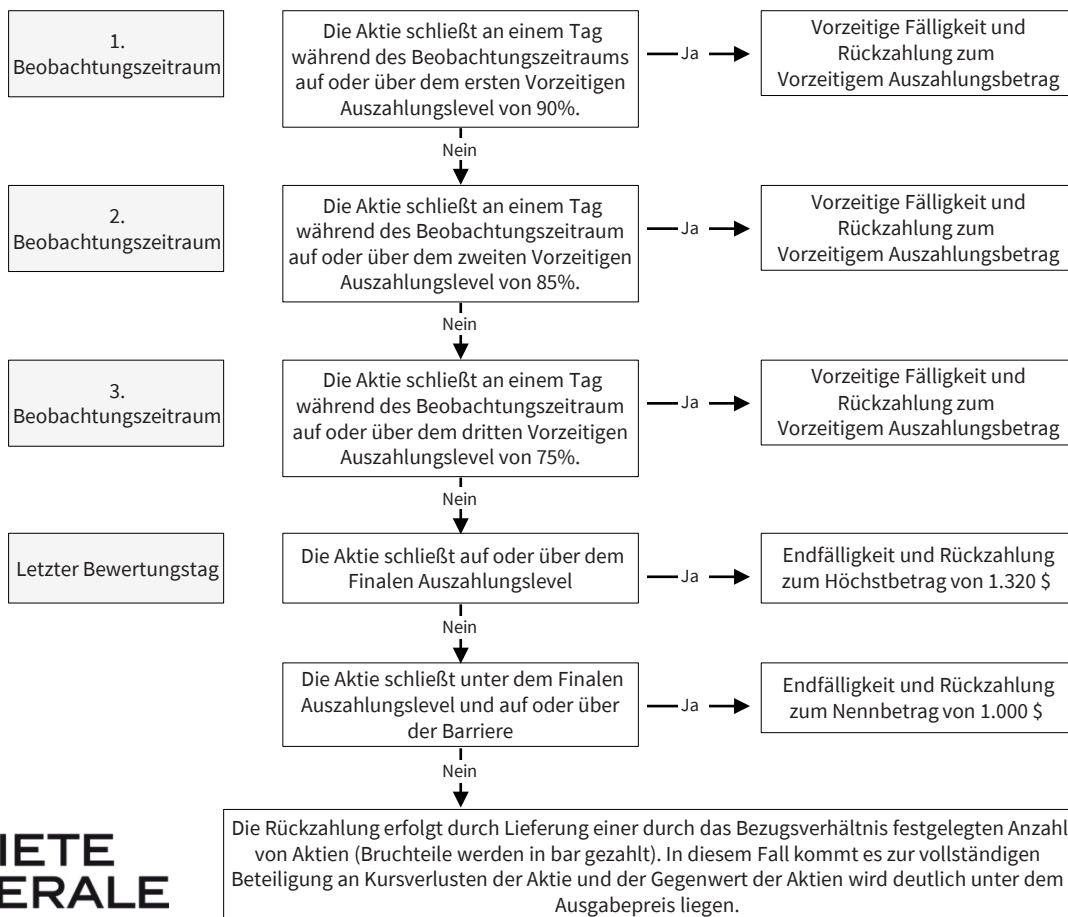 1.
Beobachtungszeitraum
Die Aktie schließt an einem Tag
während des Beobachtungszeitraums
auf oder über dem ersten Vorzeitigen
Auszahlungslevel von 90%.
Ja
Vorzeitige Fälligkeit und
Rückzahlung zum
Vorzeitigem Auszahlungsbetrag
Nein
2.
Beobachtungszeitraum
Die Aktie schließt an einem Tag
während des Beobachtungszeitraum
auf oder über dem zweiten Vorzeitigen
Auszahlungslevel von 85%.
Ja
Vorzeitige Fälligkeit und
Rückzahlung zum
Vorzeitigem Auszahlungsbetrag
Nein
3.
Beobachtungszeitraum
Die Aktie schließt an einem Tag
während des Beobachtungszeitraum
auf oder über dem dritten Vorzeitigen
Auszahlungslevel von 75%.
Ja
Vorzeitige Fälligkeit und
Rückzahlung zum
Vorzeitigem Auszahlungsbetrag
Nein
Letzter Bewertungstag
Die Aktie schließt auf oder über dem
Finalen Auszahlungslevel
Ja
Endfälligkeit und Rückzahlung
zum Höchstbetrag von 1.320 $
Nein
Die Aktie schließt unter dem Finalen
Auszahlungslevel und auf oder über
der Barriere
Ja
Endfälligkeit und Rückzahlung
zum Nennbetrag von 1.000 $
Nein
Die Rückzahlung erfolgt durch Lieferung einer durch das Bezugsverhältnis festgelegten Anzahl
von Aktien (Bruchteile werden in bar gezahlt). In diesem Fall kommt es zur vollständigen
Beteiligung an Kursverlusten der Aktie und der Gegenwert der Aktien wird deutlich unter dem
Ausgabepreis liegen.
IETE
ERALE